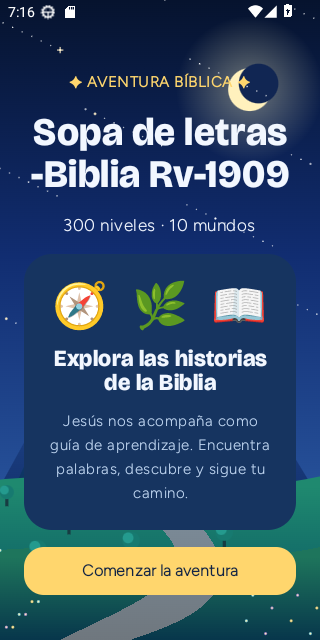 7:16
AVENTURA BÍBLICA
Sopa de letras
-Biblia Rv-1909
300 niveles · 10 mundos
Explora las historias
de la Biblia
Jesús nos acompaña como
guía de aprendizaje. Encuentra
palabras, descubre y sigue tu
camino.
Comenzar la aventura